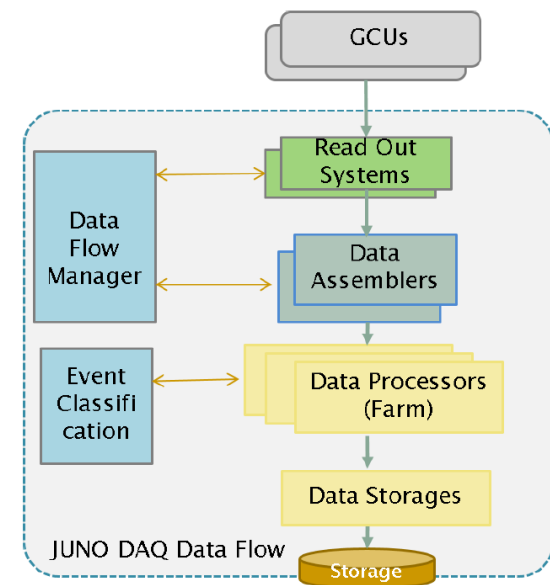 GCUs
Read Out
Systems
Data
Flow
Manager
Data
Assemblers
Event
Classifi
cation
Data Processors
(Farm)
Data Storages
JUNO DAQ Data Flow
Storage